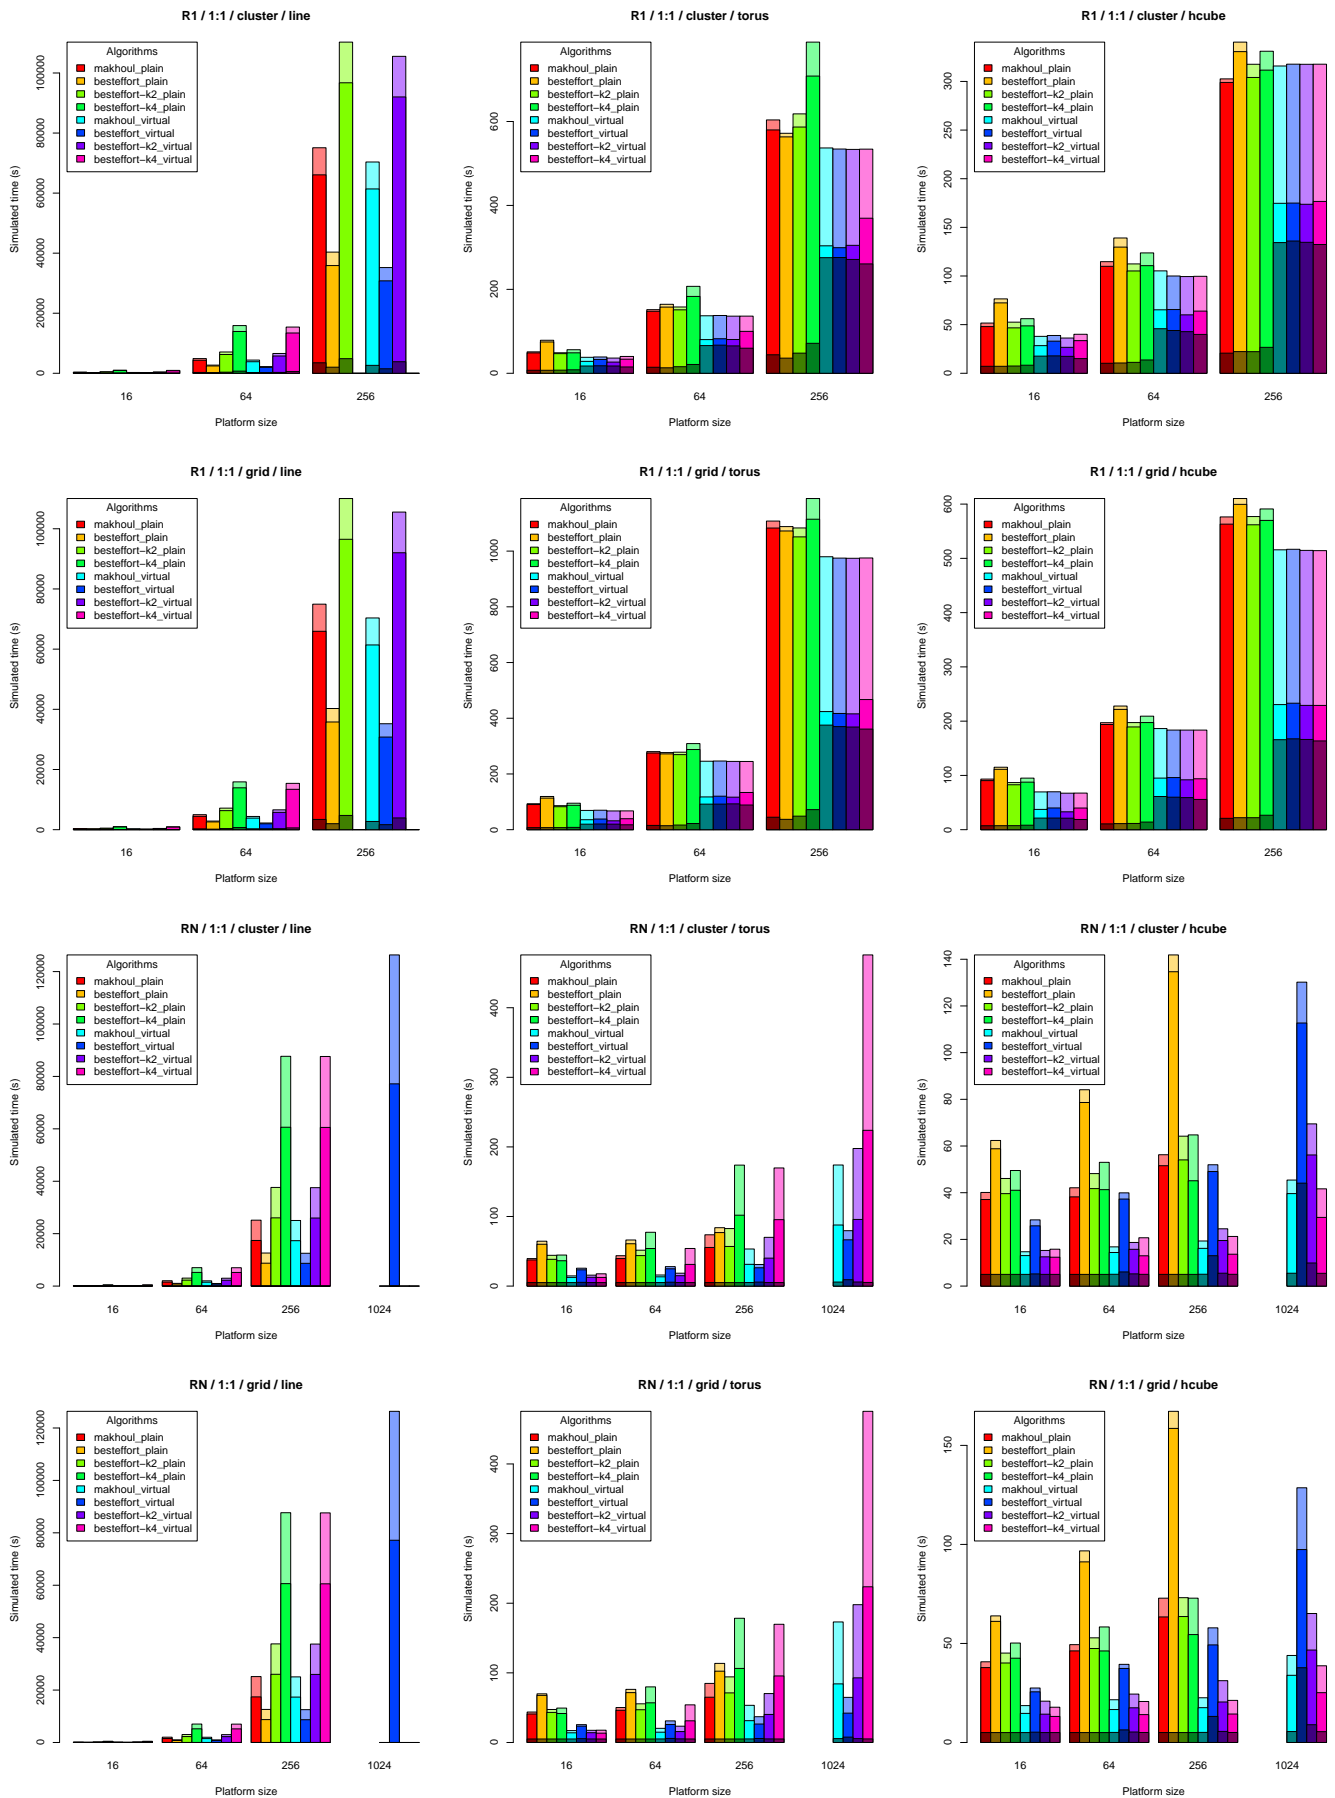 R1 / 1:1 / cluster / line
Algorithms
makhoul_plain
besteffort_plain
besteffort−k2_plain
besteffort−k4_plain
makhoul_virtual
besteffort_virtual
besteffort−k2_virtual
besteffort−k4_virtual
Simulated time (s)
0
20000
40000
60000
80000
100000
16
64
256
Platform size
R1 / 1:1 / cluster / torus
Algorithms
makhoul_plain
besteffort_plain
besteffort−k2_plain
besteffort−k4_plain
makhoul_virtual
besteffort_virtual
besteffort−k2_virtual
besteffort−k4_virtual
Simulated time (s)
0
200
400
600
16
64
256
Platform size
R1 / 1:1 / cluster / hcube
Algorithms
makhoul_plain
besteffort_plain
besteffort−k2_plain
besteffort−k4_plain
makhoul_virtual
besteffort_virtual
besteffort−k2_virtual
besteffort−k4_virtual
Simulated time (s)
0
50
100
150
200
250
300
16
64
256
Platform size
R1 / 1:1 / grid / line
Algorithms
makhoul_plain
besteffort_plain
besteffort−k2_plain
besteffort−k4_plain
makhoul_virtual
besteffort_virtual
besteffort−k2_virtual
besteffort−k4_virtual
Simulated time (s)
0
20000
40000
60000
80000
100000
16
64
256
Platform size
R1 / 1:1 / grid / torus
Algorithms
makhoul_plain
besteffort_plain
besteffort−k2_plain
besteffort−k4_plain
makhoul_virtual
besteffort_virtual
besteffort−k2_virtual
besteffort−k4_virtual
Simulated time (s)
0
200
400
600
800
1000
16
64
256
Platform size
R1 / 1:1 / grid / hcube
Algorithms
makhoul_plain
besteffort_plain
besteffort−k2_plain
besteffort−k4_plain
makhoul_virtual
besteffort_virtual
besteffort−k2_virtual
besteffort−k4_virtual
Simulated time (s)
0
100
200
300
400
500
600
16
64
256
Platform size
RN / 1:1 / cluster / line
Algorithms
makhoul_plain
besteffort_plain
besteffort−k2_plain
besteffort−k4_plain
makhoul_virtual
besteffort_virtual
besteffort−k2_virtual
besteffort−k4_virtual
Simulated time (s)
0
20000
40000
60000
80000
100000
120000
16
64
256
1024
Platform size
RN / 1:1 / cluster / torus
Algorithms
makhoul_plain
besteffort_plain
besteffort−k2_plain
besteffort−k4_plain
makhoul_virtual
besteffort_virtual
besteffort−k2_virtual
besteffort−k4_virtual
Simulated time (s)
0
100
200
300
400
16
64
256
1024
Platform size
RN / 1:1 / cluster / hcube
Algorithms
makhoul_plain
besteffort_plain
besteffort−k2_plain
besteffort−k4_plain
makhoul_virtual
besteffort_virtual
besteffort−k2_virtual
besteffort−k4_virtual
Simulated time (s)
0
20
40
60
80
100
120
140
16
64
256
1024
Platform size
RN / 1:1 / grid / line
Algorithms
makhoul_plain
besteffort_plain
besteffort−k2_plain
besteffort−k4_plain
makhoul_virtual
besteffort_virtual
besteffort−k2_virtual
besteffort−k4_virtual
Simulated time (s)
0
20000
40000
60000
80000
100000
120000
16
64
256
1024
Platform size
RN / 1:1 / grid / torus
Algorithms
makhoul_plain
besteffort_plain
besteffort−k2_plain
besteffort−k4_plain
makhoul_virtual
besteffort_virtual
besteffort−k2_virtual
besteffort−k4_virtual
Simulated time (s)
0
100
200
300
400
16
64
256
1024
Platform size
RN / 1:1 / grid / hcube
Algorithms
makhoul_plain
besteffort_plain
besteffort−k2_plain
besteffort−k4_plain
makhoul_virtual
besteffort_virtual
besteffort−k2_virtual
besteffort−k4_virtual
Simulated time (s)
0
50
100
150
16
64
256
1024
Platform size